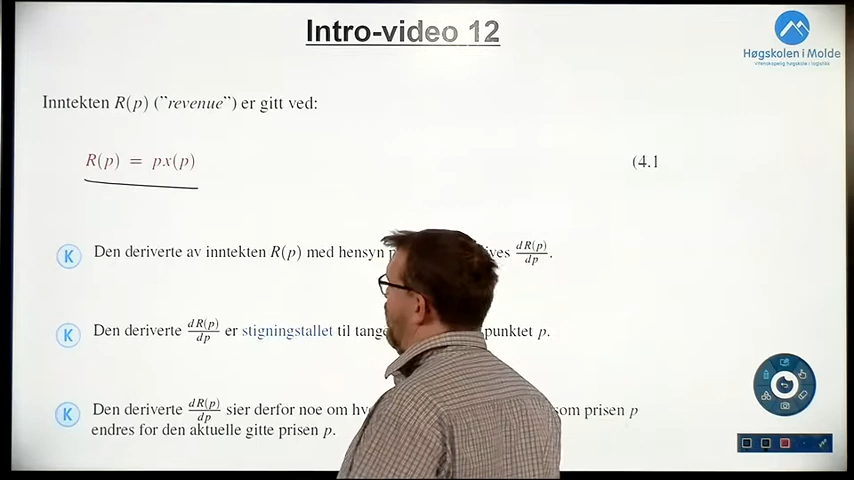 Intro-video 12
Høgskolen i Molde
Vitenskapelig høgskole i logistikk
Inntekten R(p) ("revenue") er gitt ved:
R(p) = px(p) (4.1
K Den deriverte av inntekten R(p) med hensyn dR(p)/dp.
K Den deriverte dR(p)/dp er stigningstallet til punktet p.
K Den deriverte dR(p)/dp sier derfor noe om som prisen p
endres for den aktuelle gitte prisen p.